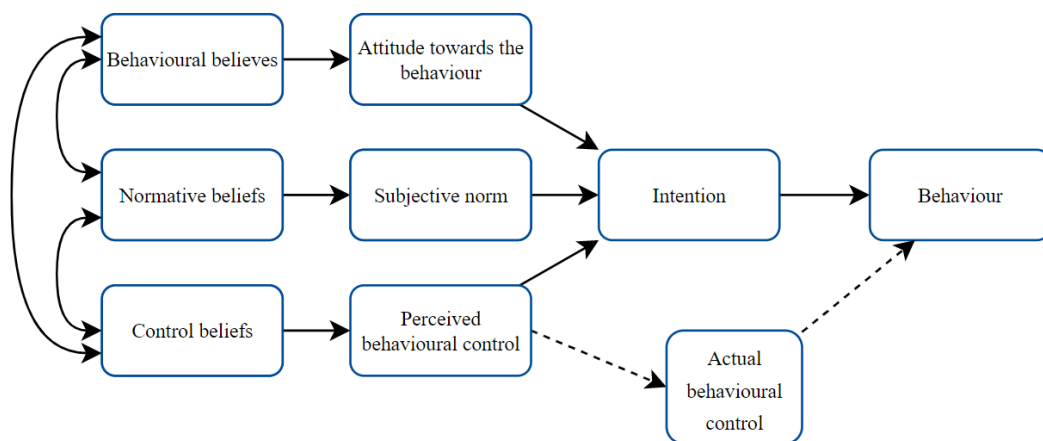 Behavioural believes
Attitude towards the
behaviour
Normative beliefs
Subjective norm
Intention
Behaviour
Control beliefs
Perceived
behavioural control
Actual
behavioural
control